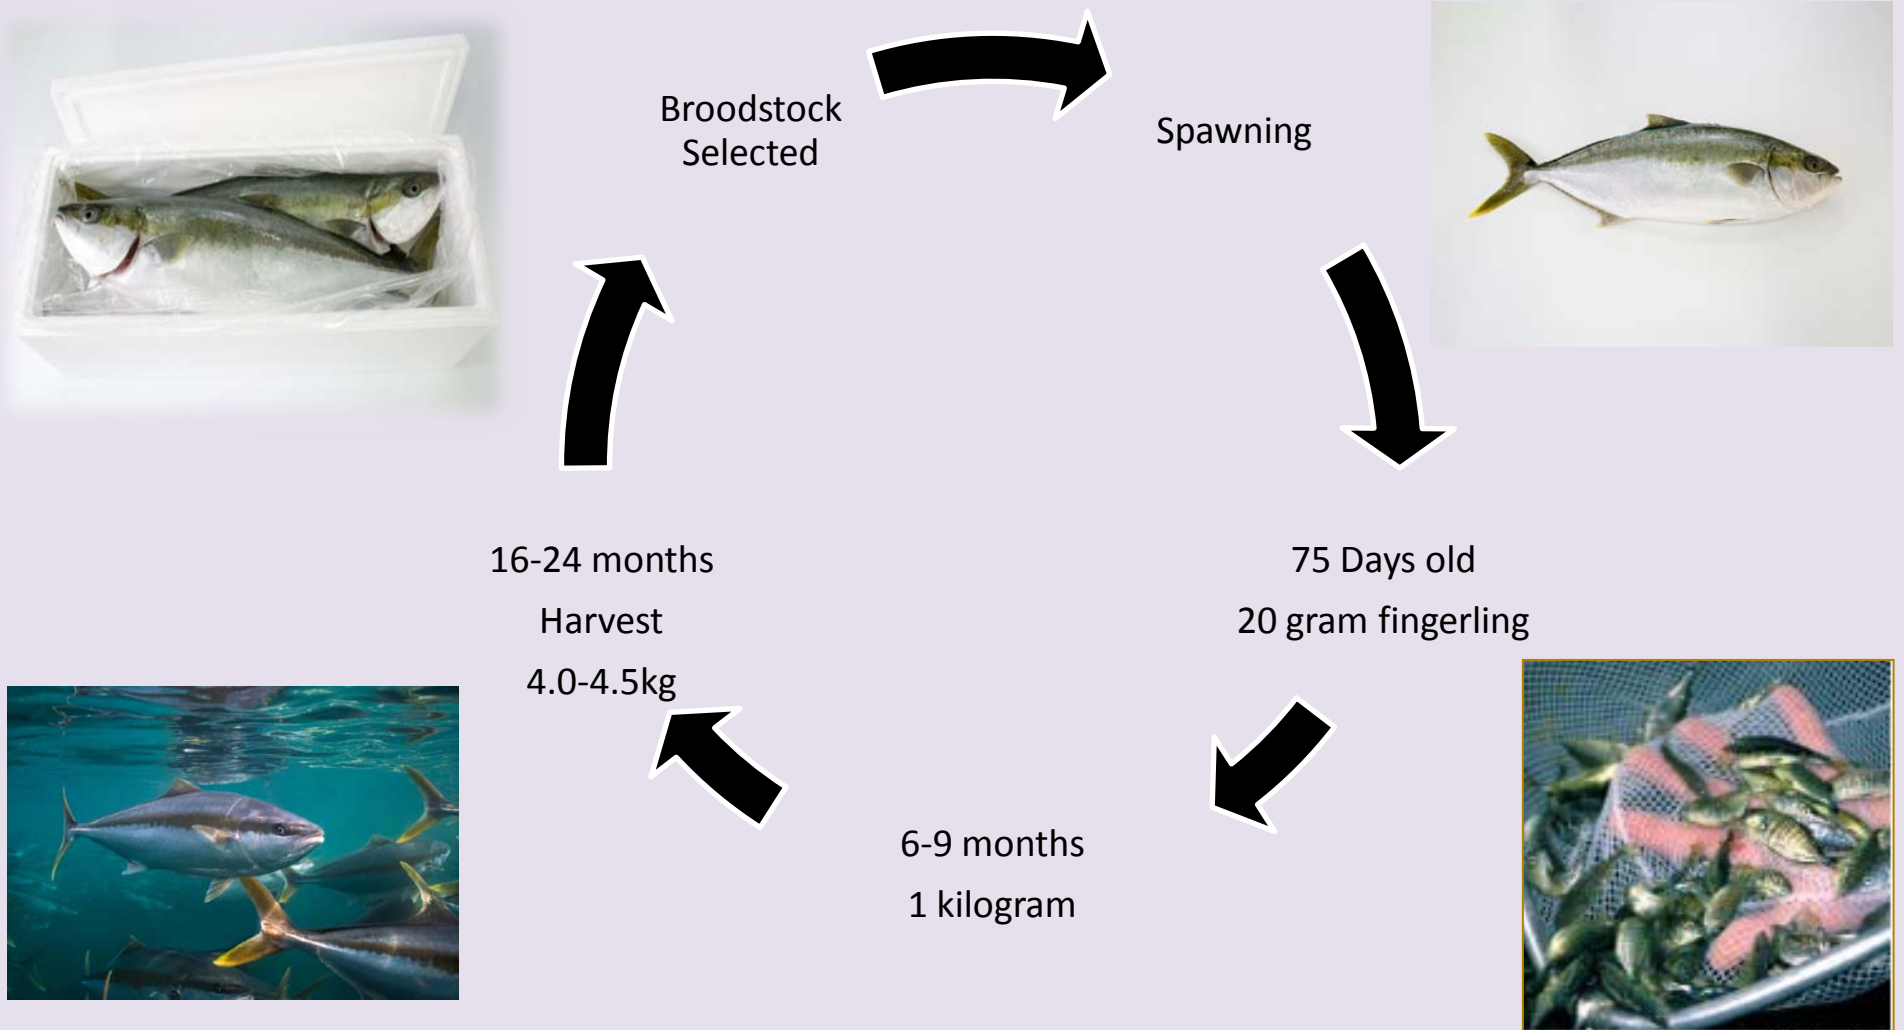 Broodstock
Selected
Spawning
75 Days old
20 gram fingerling
6-9 months
1 kilogram
16-24 months
Harvest
4.0-4.5kg